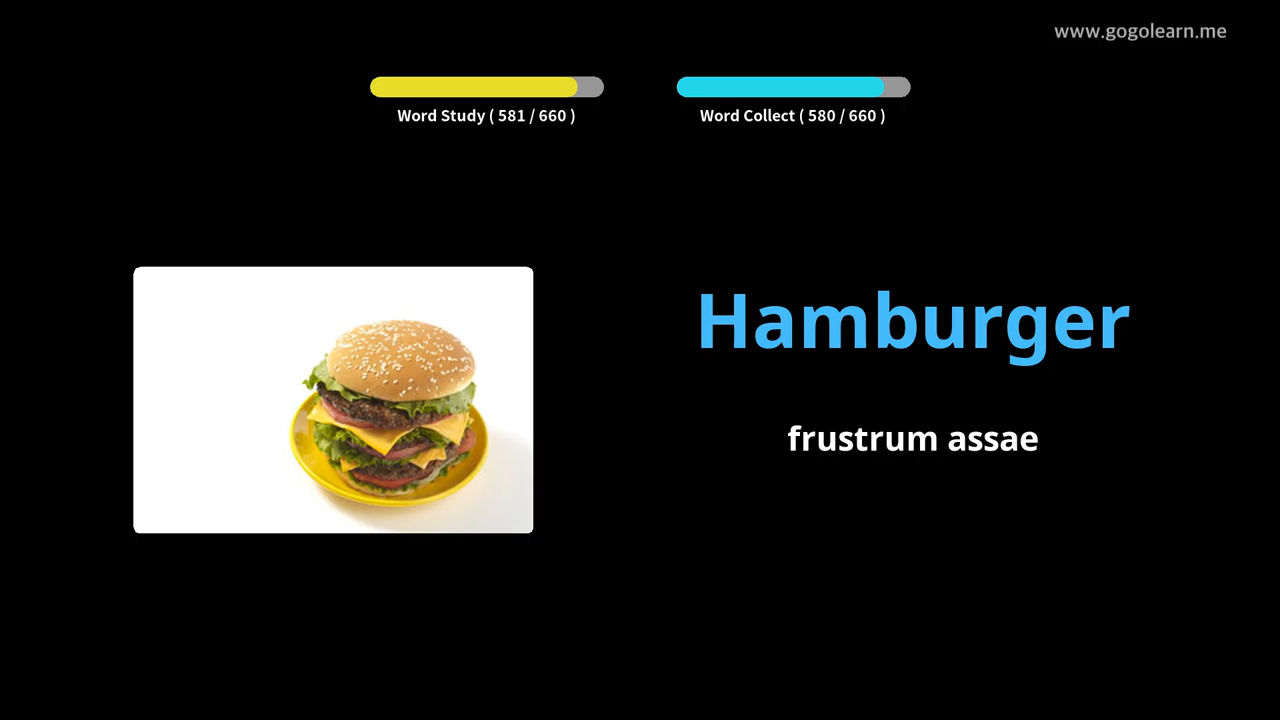 www.gogolearn.me
Word Study ( 581 / 660 )
Word Collect ( 580 / 660 )
Hamburger
frustrum assae